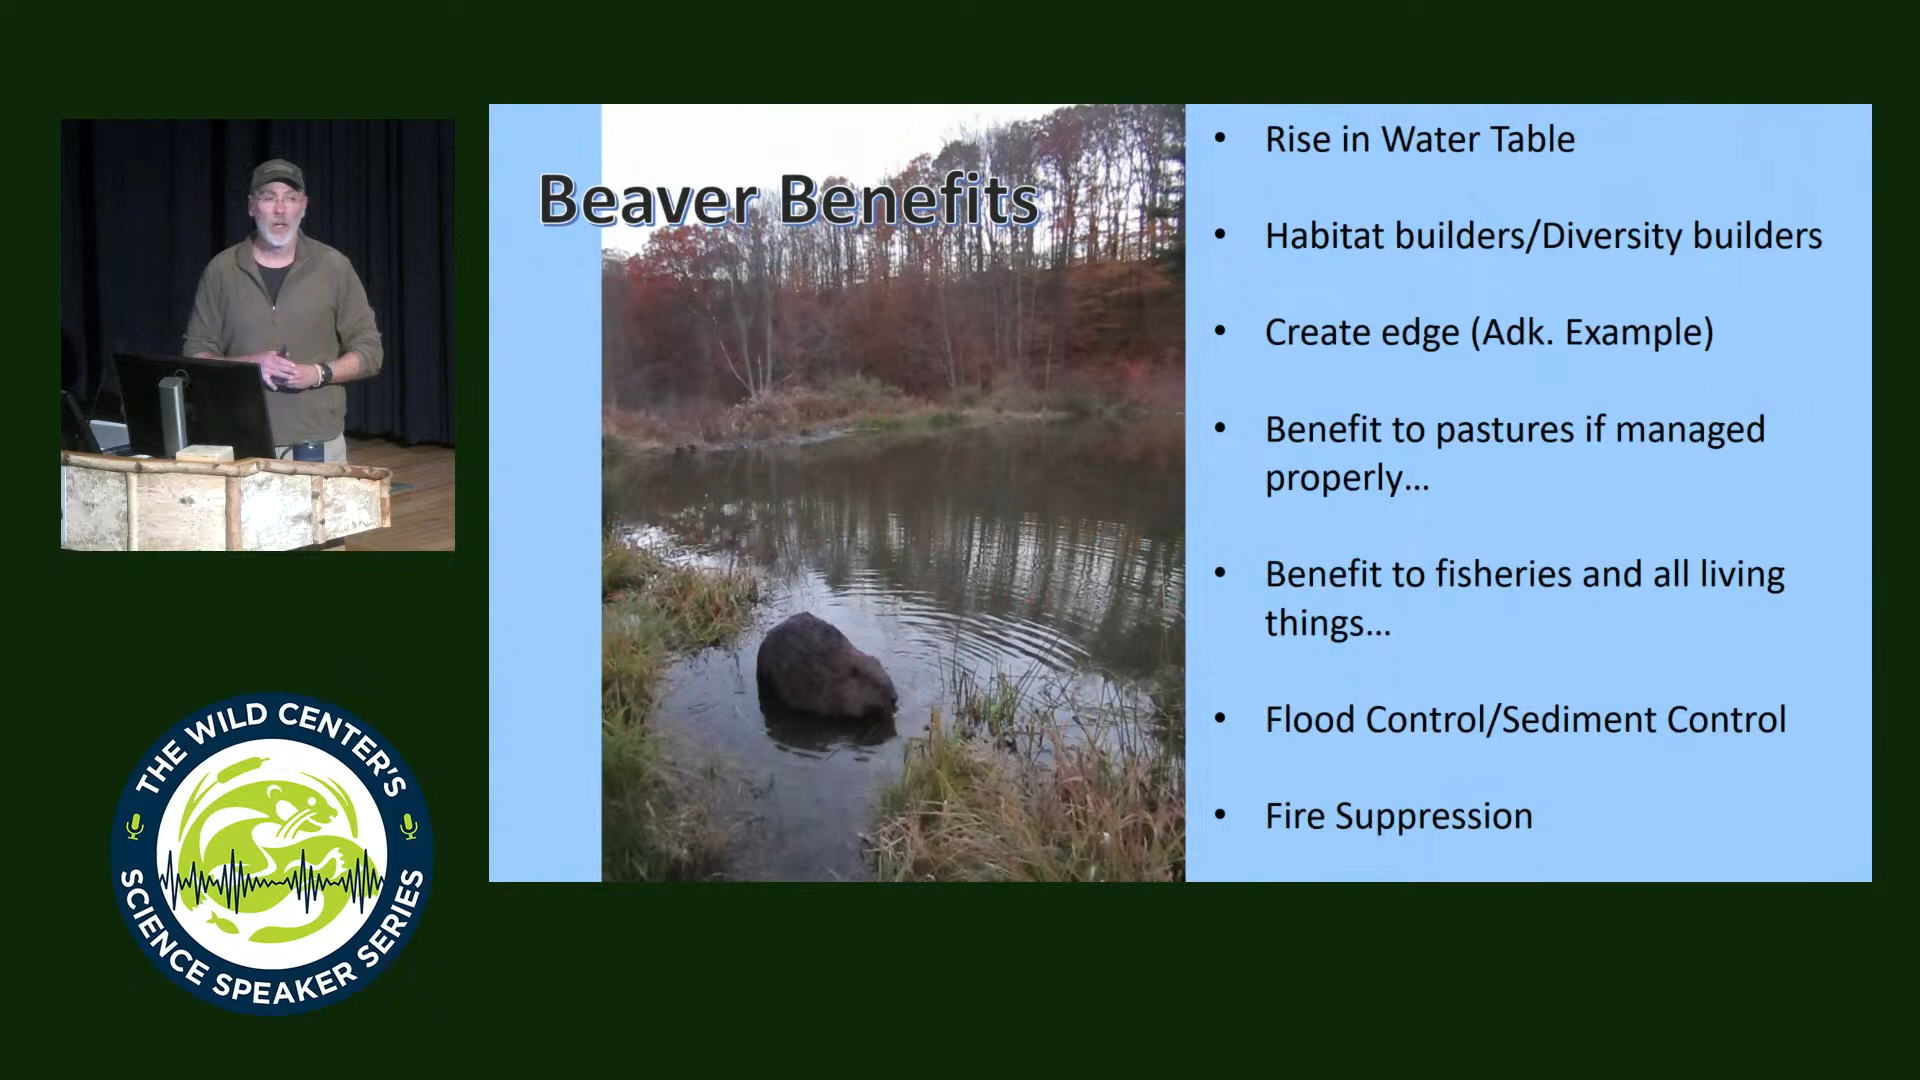 Beaver Benefits
• Rise in Water Table
• Habitat builders/Diversity builders
• Create edge (Adk. Example)
• Benefit to pastures if managed
properly…
• Benefit to fisheries and all living
things…
• Flood Control/Sediment Control
• Fire Suppression
THE WILD CENTER'S
SCIENCE SPEAKER SERIES